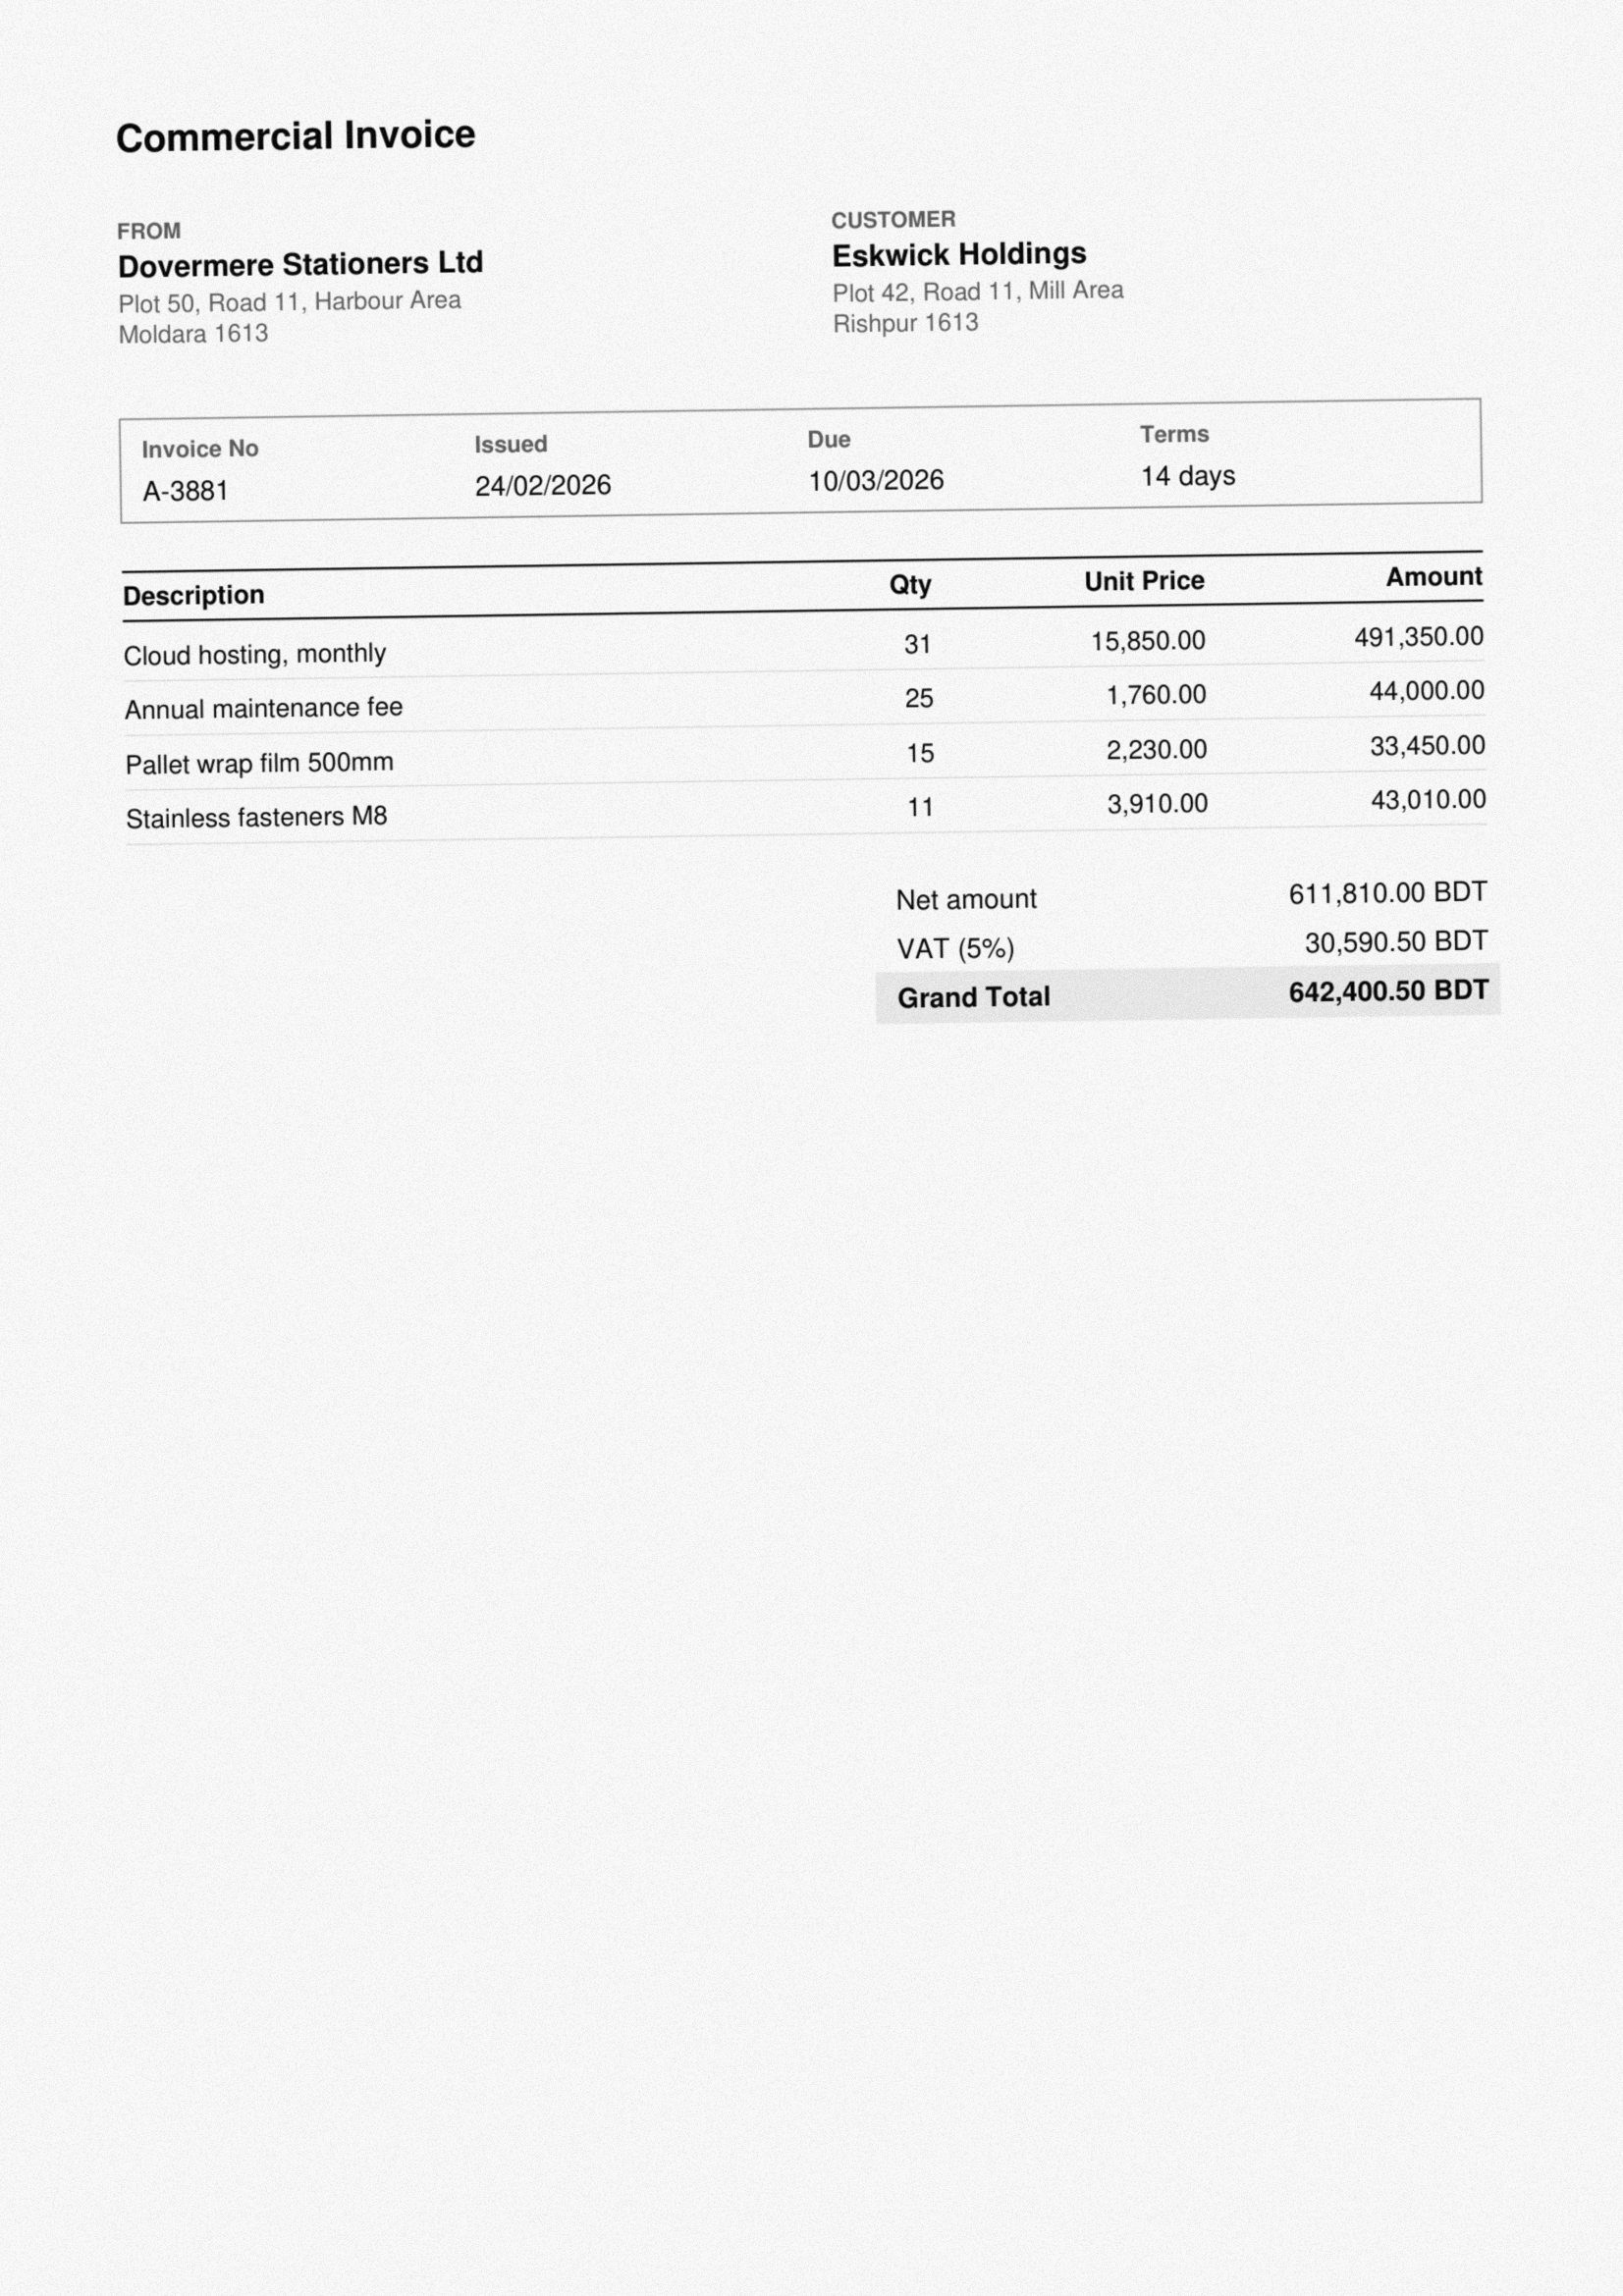 Commercial Invoice
FROM
Dovermere Stationers Ltd
Plot 50, Road 11, Harbour Area
Moldara 1613
CUSTOMER
Eskwick Holdings
Plot 42, Road 11, Mill Area
Rishpur 1613
Invoice No Issued Due Terms
A-3881 24/02/2026 10/03/2026 14 days
Description Qty Unit Price Amount
Cloud hosting, monthly 31 15,850.00 491,350.00
Annual maintenance fee 25 1,760.00 44,000.00
Pallet wrap film 500mm 15 2,230.00 33,450.00
Stainless fasteners M8 11 3,910.00 43,010.00
Net amount 611,810.00 BDT
VAT (5%) 30,590.50 BDT
Grand Total 642,400.50 BDT